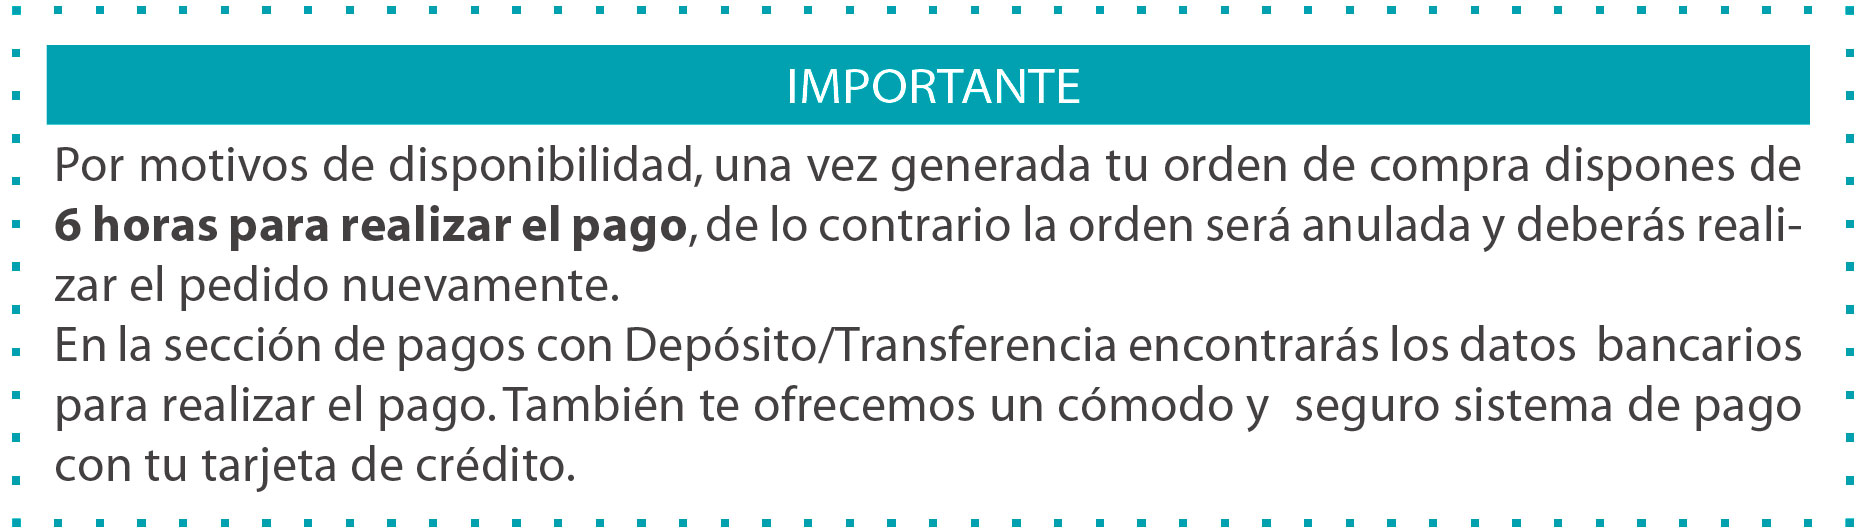 IMPORTANTE
Por motivos de disponibilidad, una vez generada tu orden de compra dispones de
6 horas para realizar el pago, de lo contrario la orden será anulada y deberás reali-
zar el pedido nuevamente.
En la sección de pagos con Depósito/Transferencia encontrarás los datos  bancarios
para realizar el pago. También te ofrecemos un cómodo y  seguro sistema de pago
con tu tarjeta de crédito.